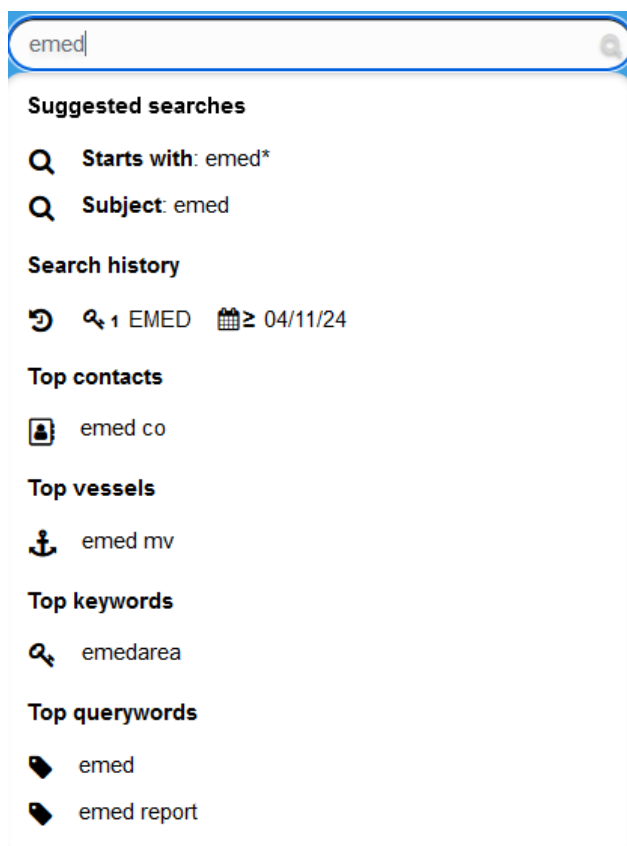 emed
Suggested searches
Starts with: emed*
Subject: emed
Search history
1 EMED ≥ 04/11/24
Top contacts
emed co
Top vessels
emed mv
Top keywords
emedarea
Top querywords
emed
emed report